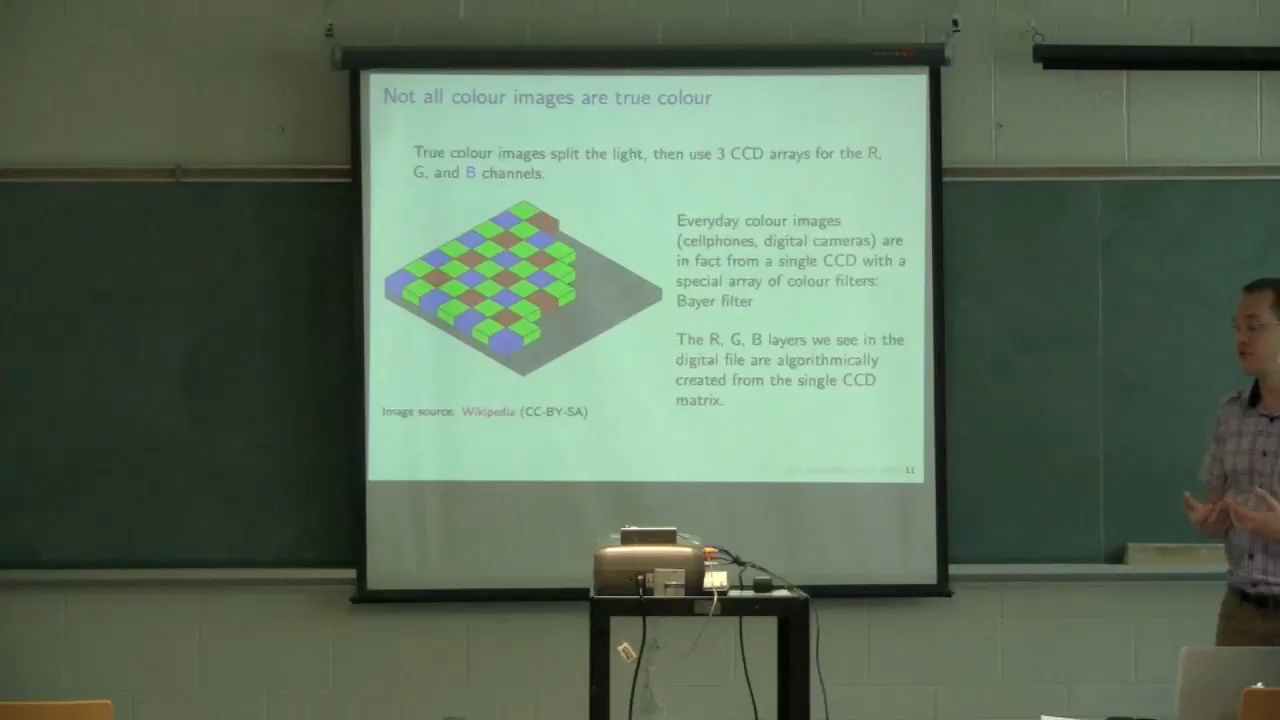 Not all colour images are true colour
True colour images split the light, then use 3 CCD arrays for the R,
G, and B channels.
Everyday colour images
(cellphones, digital cameras) are
in fact from a single CCD with a
special array of colour filters:
Bayer filter
The R, G, B layers we see in the
digital file are algorithmically
created from the single CCD
matrix.
Image source: Wikipedia (CC-BY-SA)
11